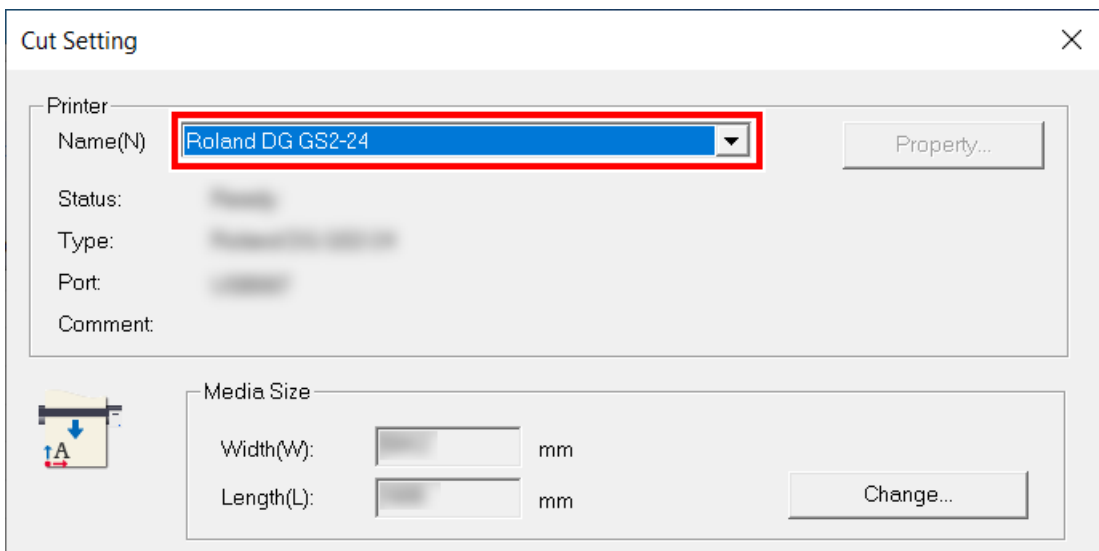 Cut Setting
Printer
Name(N) Roland DG GS2-24 Property...
Status:
Type:
Port:
Comment:
Media Size
Width(W): mm
Length(L): mm
Change...
A